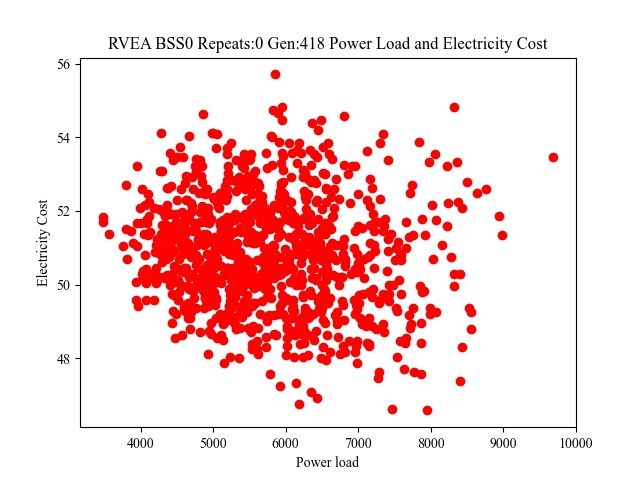 RVEA BSS0 Repeats:0 Gen:418 Power Load and Electricity Cost
56
54
52
50
48
Electricity Cost
4000 5000 6000 7000 8000 9000 10000
Power load